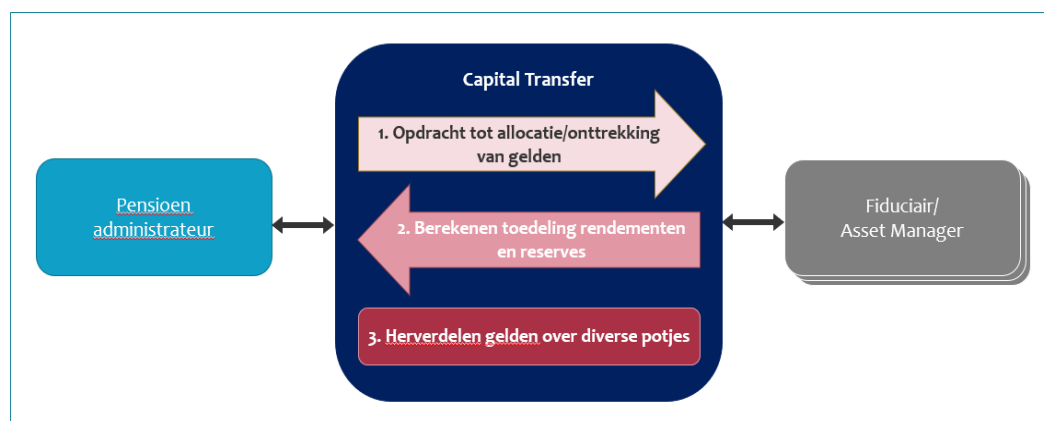 Capital Transfer
1. Opdracht tot allocatie/onttrekking
van gelden
Pensioen
administrateur
2. Berekenen toedeling rendementen
en reserves
Fiduciair/
Asset Manager
3. Herverdelen gelden over diverse potjes